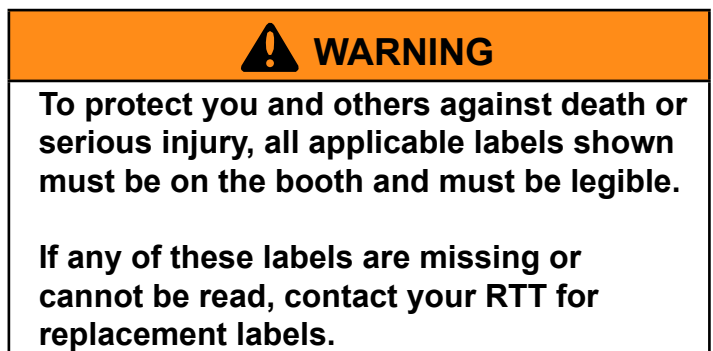 WARNING
To protect you and others against death or
serious injury, all applicable labels shown
must be on the booth and must be legible.
If any of these labels are missing or
cannot be read, contact your RTT for
replacement labels.